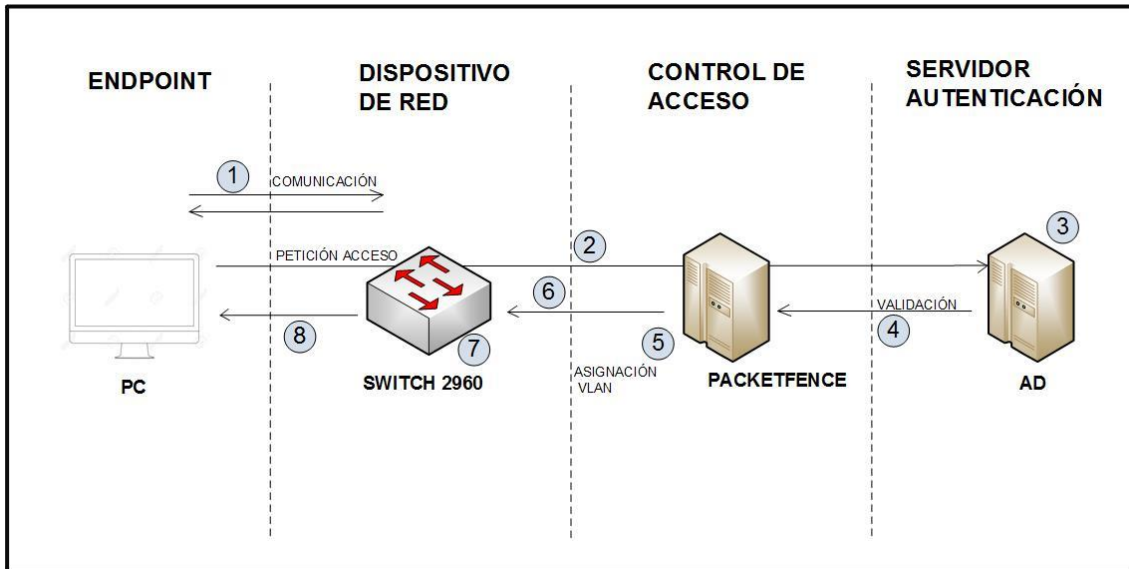 ENDPOINT
DISPOSITIVO
DE RED
CONTROL DE
ACCESO
SERVIDOR
AUTENTICACIÓN
1
COMUNICACIÓN
PETICIÓN ACCESO
2
3
6
VALIDACIÓN
4
8
7
5
ASIGNACIÓN
VLAN
PC
SWITCH 2960
PACKETFENCE
AD